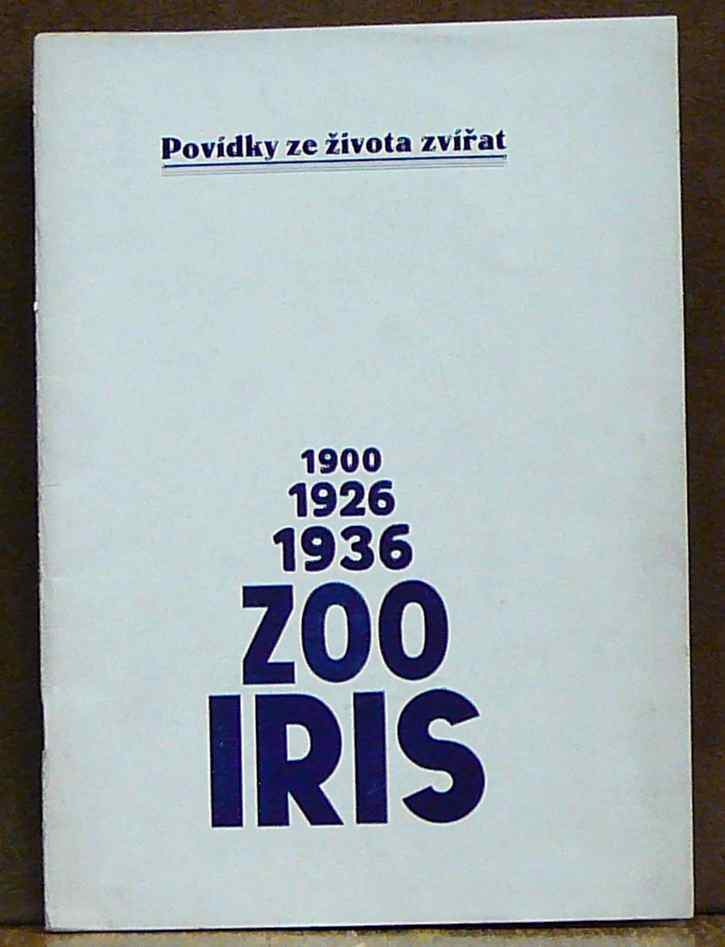 Povídky ze života zvířat
1900
1926
1936
ZOO
IRIS